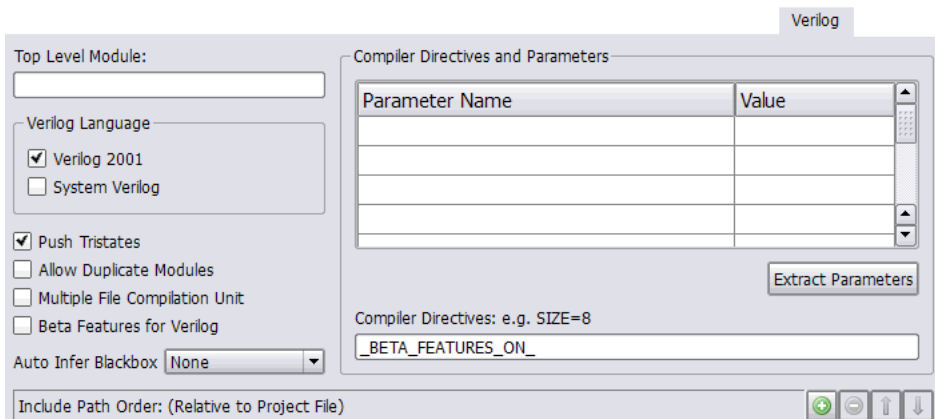 Verilog
Top Level Module:
Verilog Language
Verilog 2001
System Verilog
Push Tristates
Allow Duplicate Modules
Multiple File Compilation Unit
Beta Features for Verilog
Auto Infer Blackbox None
Compiler Directives and Parameters
Parameter Name Value
Extract Parameters
Compiler Directives: e.g. SIZE=8
_BETA_FEATURES_ON_
Include Path Order: (Relative to Project File)